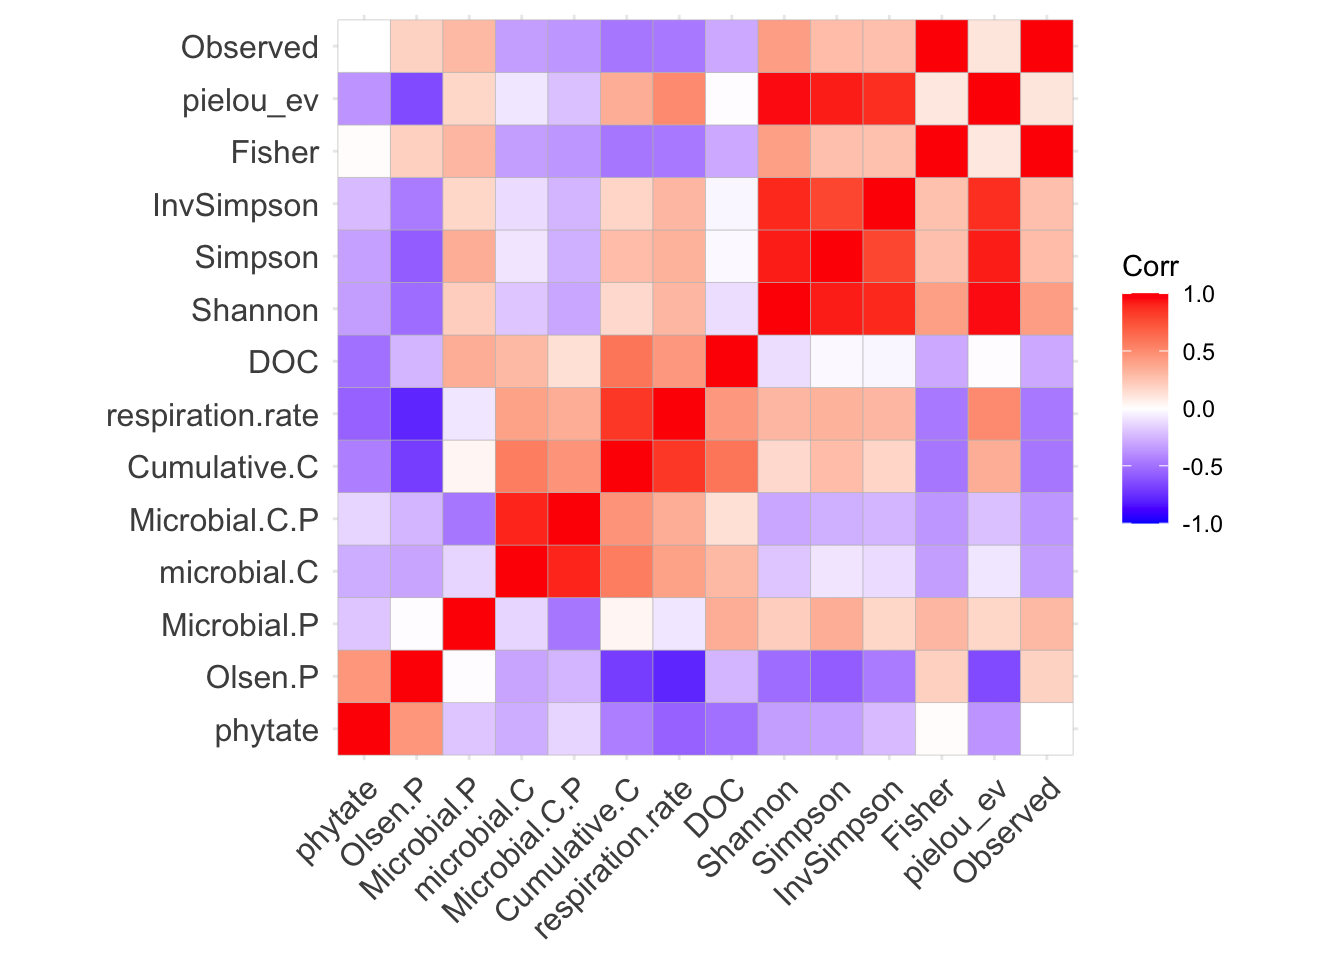 Observed
pielou_ev
Fisher
InvSimpson
Simpson
Shannon
DOC
respiration.rate
Cumulative.C
Microbial.C.P
microbial.C
Microbial.P
Olsen.P
phytate
phytate
Olsen.P
Microbial.P
microbial.C
Microbial.C.P
Cumulative.C
respiration.rate
DOC
Shannon
Simpson
InvSimpson
Fisher
pielou_ev
Observed
Corr
1.0
0.5
0.0
-0.5
-1.0